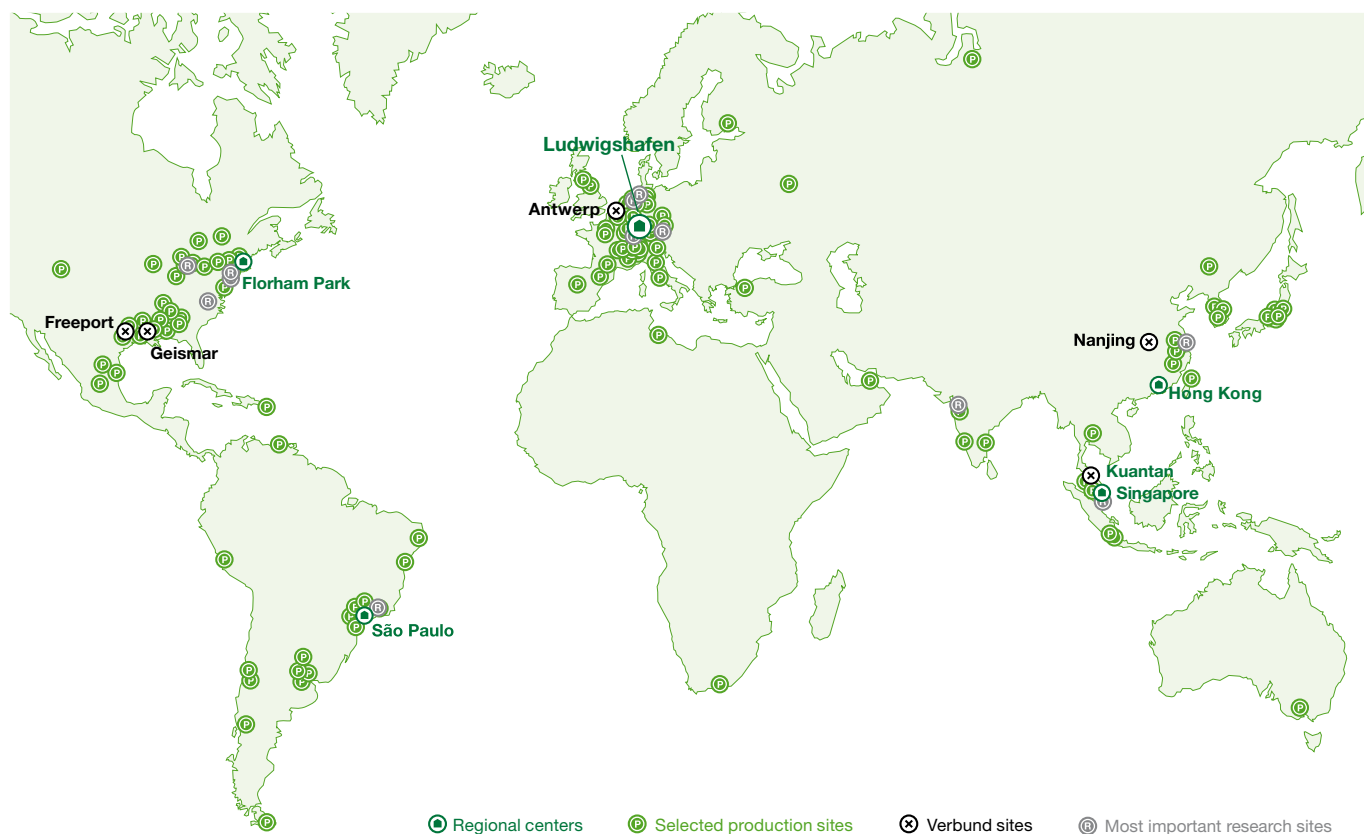 Ludwigshafen
Antwerp
Florham Park
Freeport
Geismar
Nanjing
Hong Kong
Kuantan
Singapore
São Paulo
Regional centers
P Selected production sites
Verbund sites
R Most important research sites